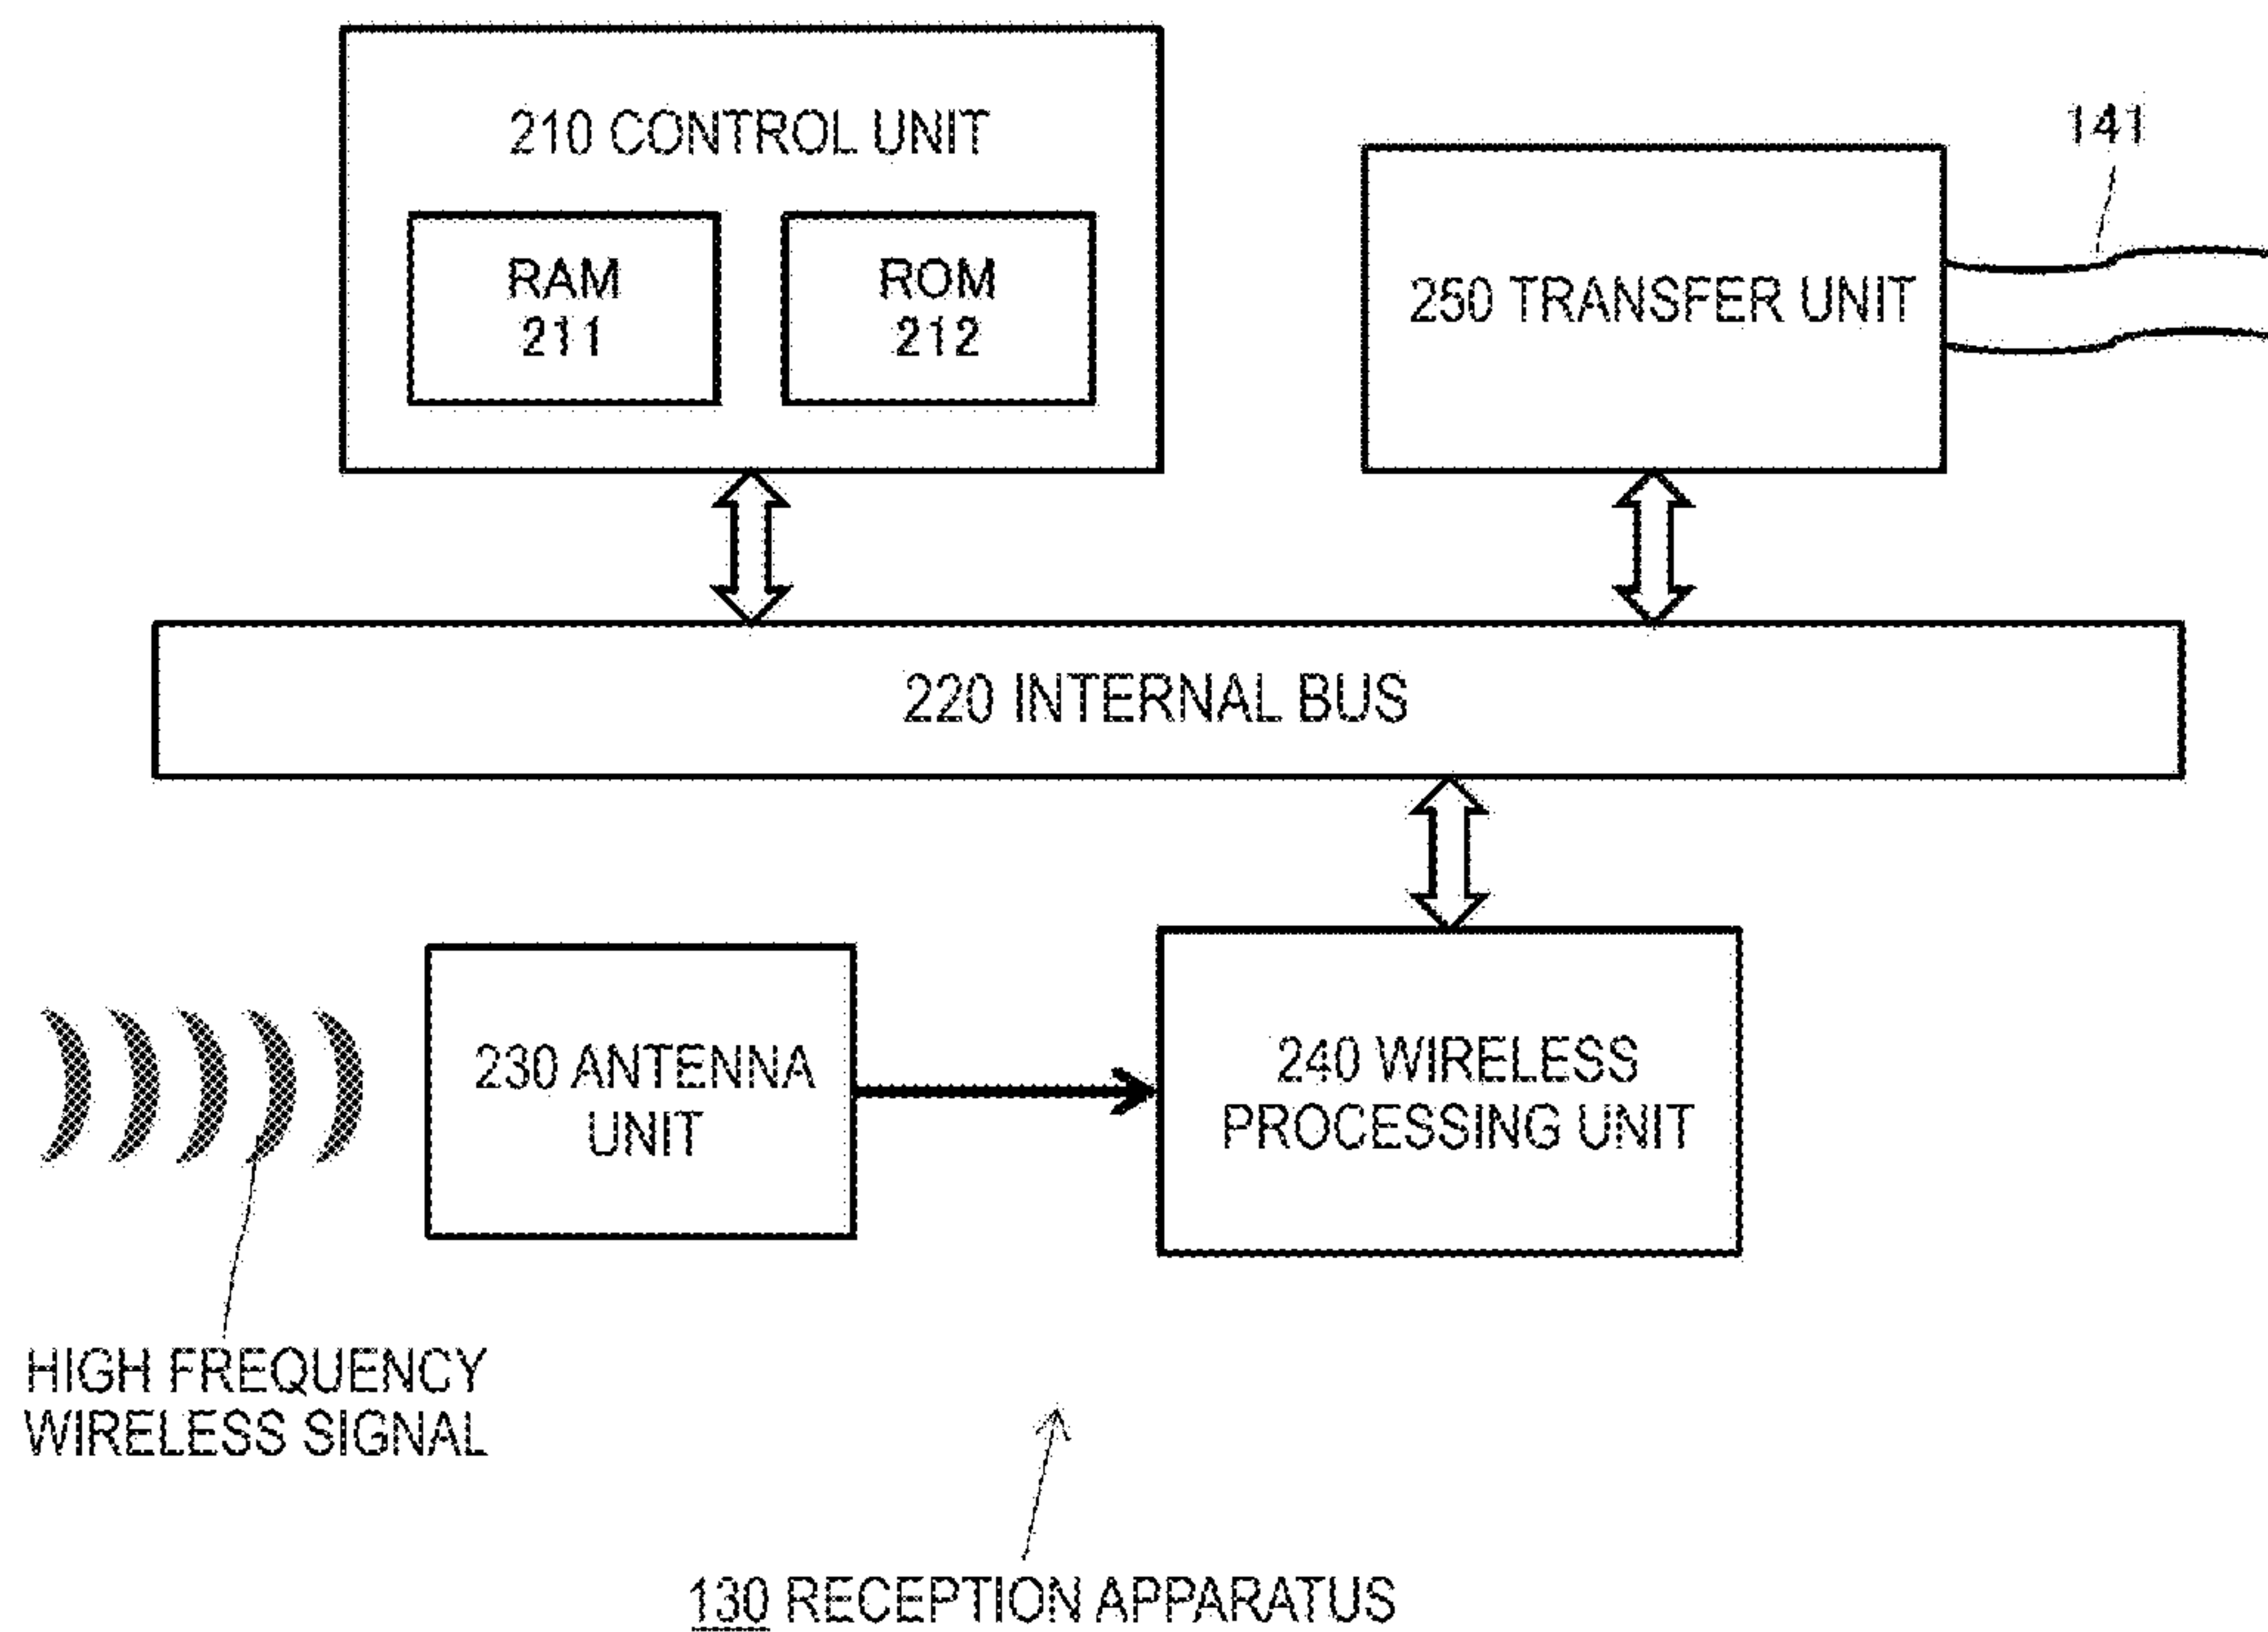 210 CONTROL UNIT
RAM
211
ROM
212
141
250 TRANSFER UNIT
220 INTERNAL BUS
230 ANTENNA
UNIT
240 WIRELESS
PROCESSING UNIT
HIGH FREQUENCY
WIRELESS SIGNAL
130 RECEPTION APPARATUS